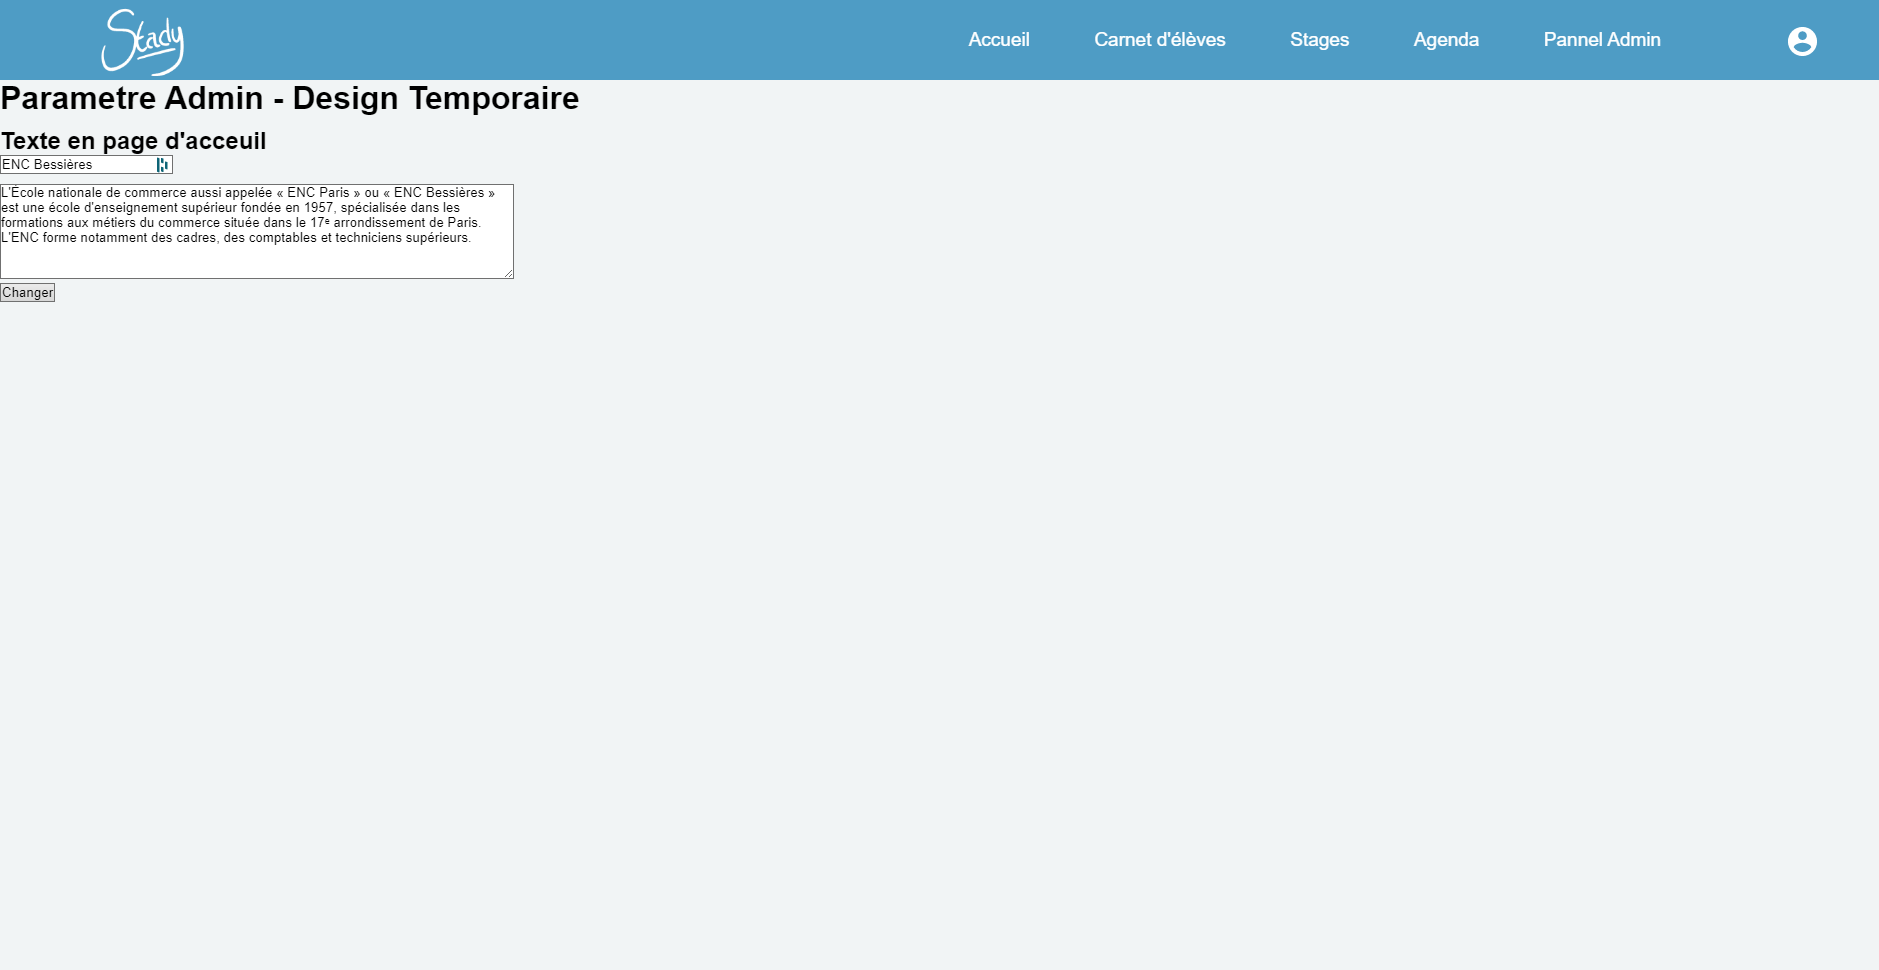 Stady
Accueil
Carnet d'élèves
Stages
Agenda
Pannel Admin
Parametre Admin - Design Temporaire
Texte en page d'acceuil
ENC Bessières
L'École nationale de commerce aussi appelée « ENC Paris » ou « ENC Bessières »
est une école d'enseignement supérieur fondée en 1957, spécialisée dans les
formations aux métiers du commerce située dans le 17ᵉ arrondissement de Paris.
L'ENC forme notamment des cadres, des comptables et techniciens supérieurs.
Changer